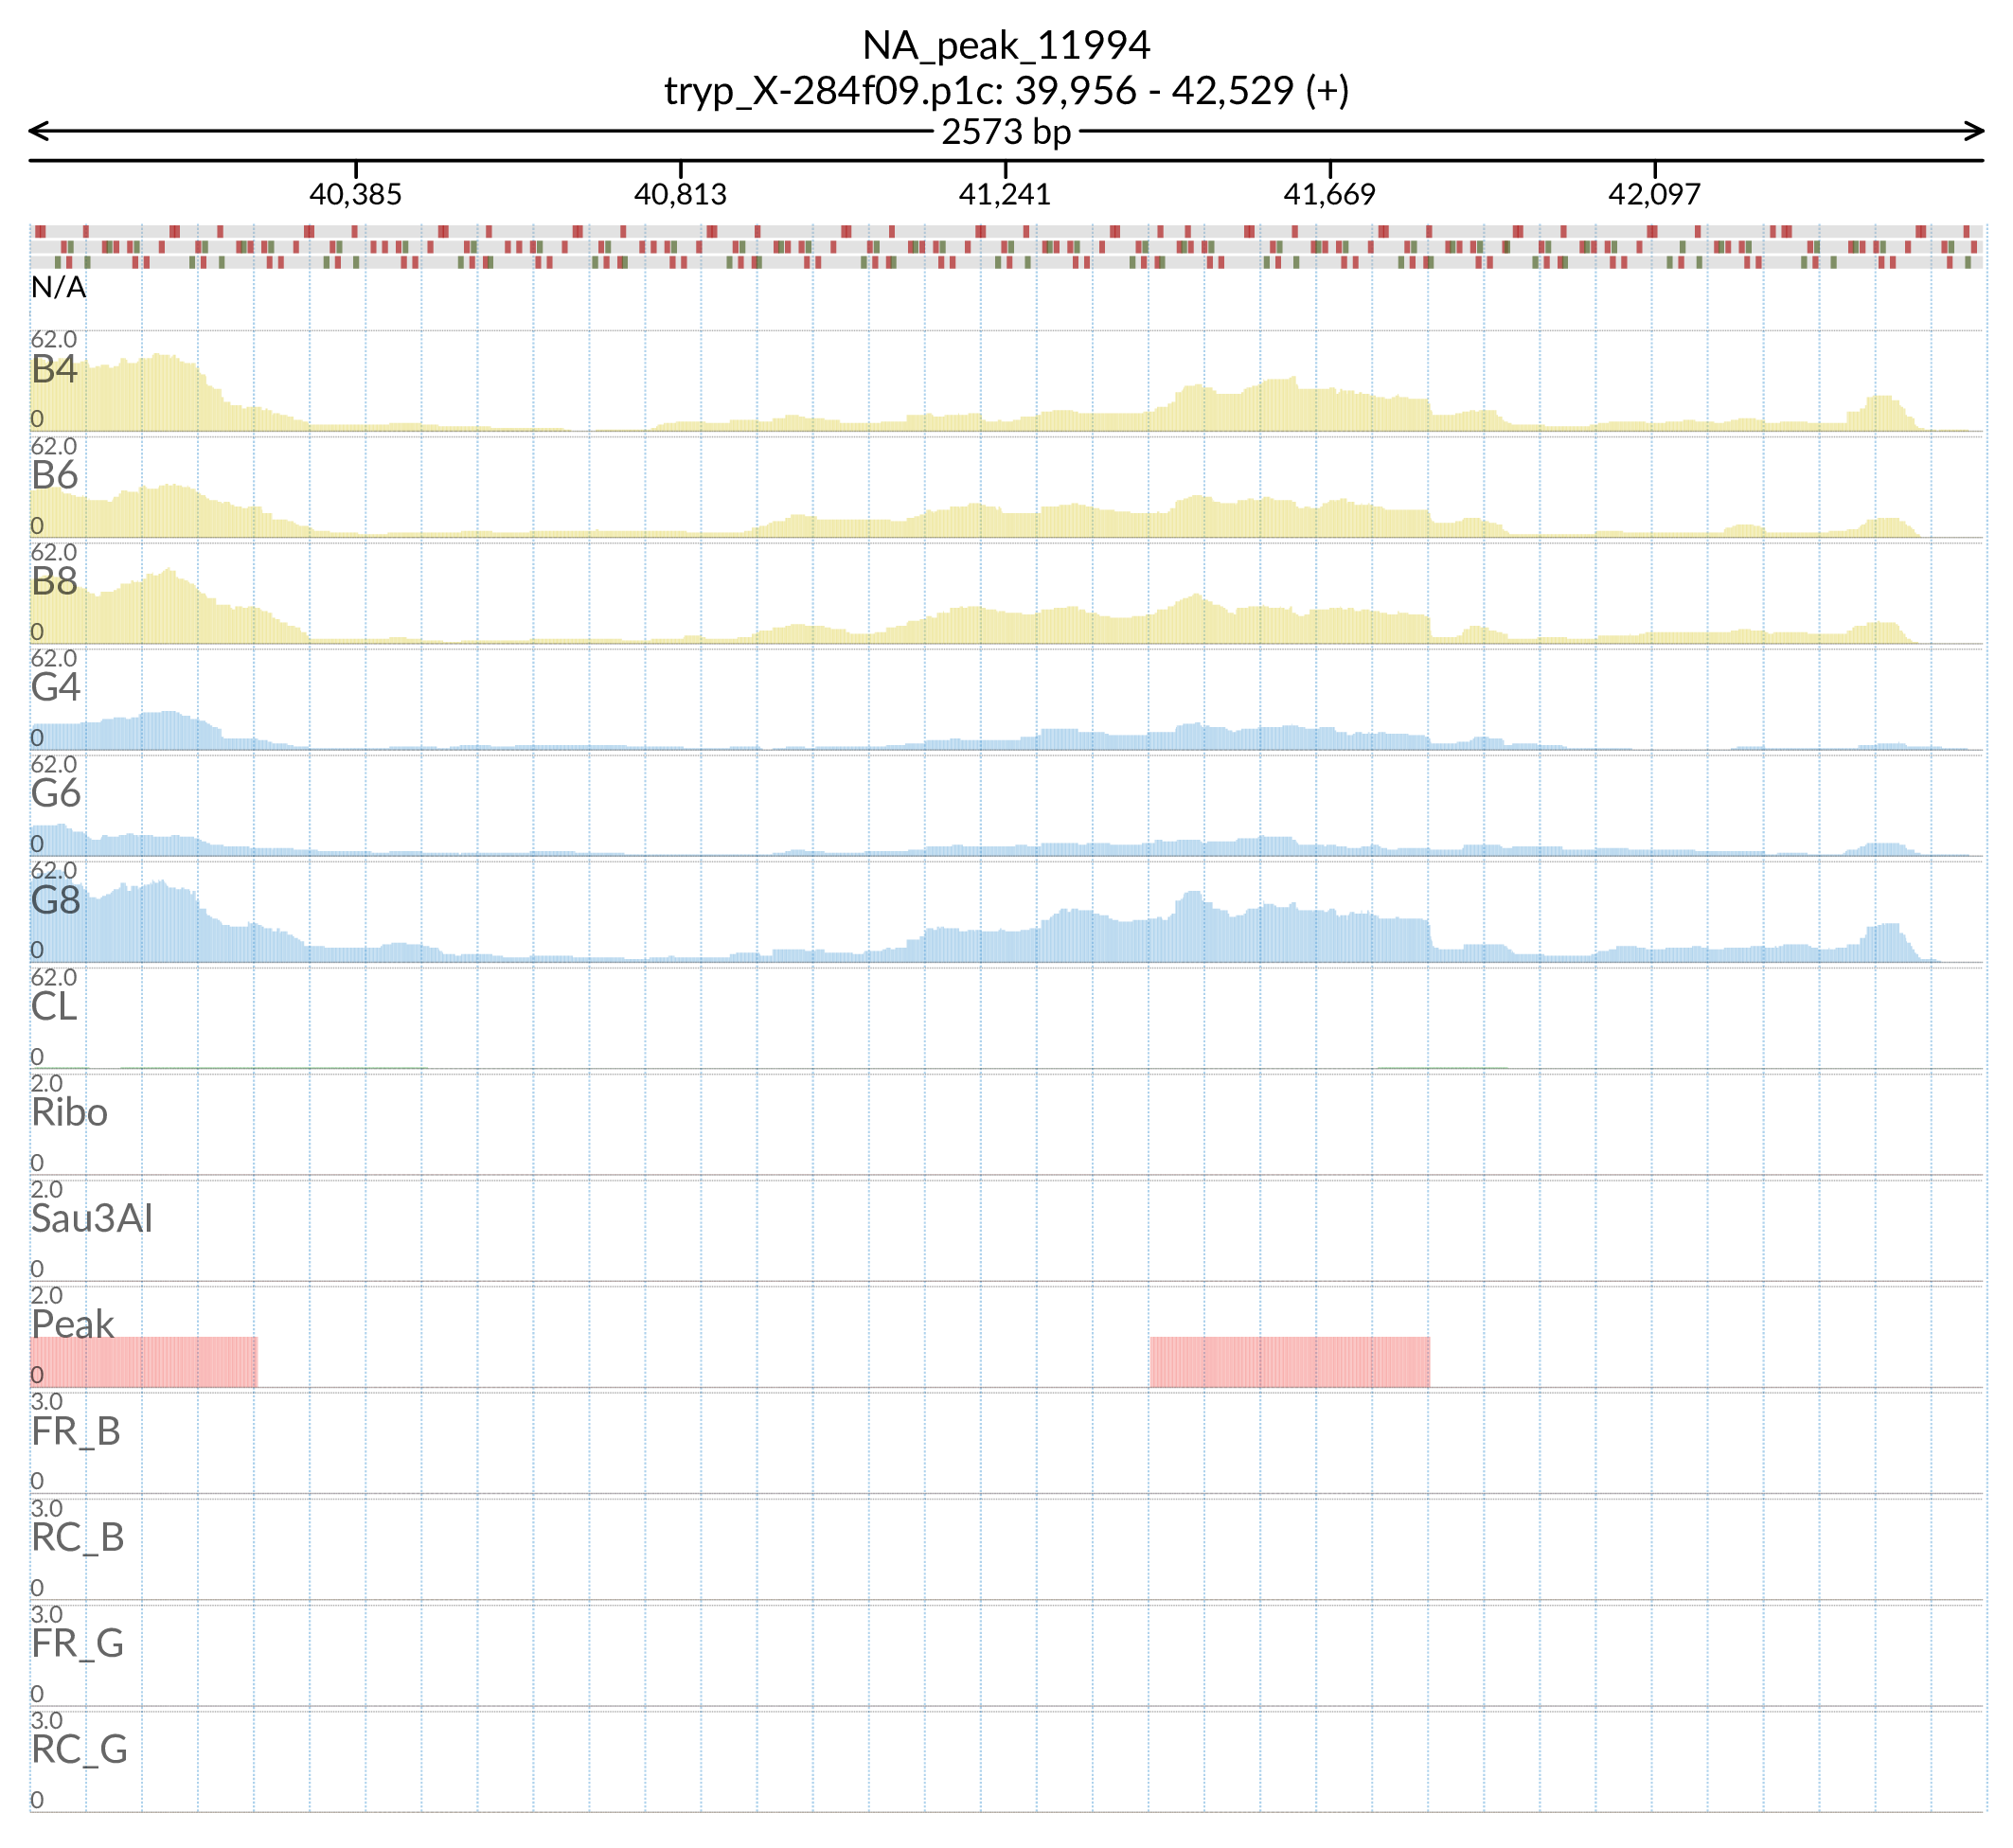 NA_peak_11994
tryp_X-284f09.p1c: 39,956 - 42,529 (+)
2573 bp
40,385 40,813 41,241 41,669 42,097
N/A
62.0
B4
0
62.0
B6
0
62.0
B8
0
62.0
G4
0
62.0
G6
0
62.0
G8
0
62.0
CL
0
2.0
Ribo
0
2.0
Sau3AI
0
2.0
Peak
0
3.0
FR_B
0
3.0
RC_B
0
3.0
FR_G
0
3.0
RC_G
0